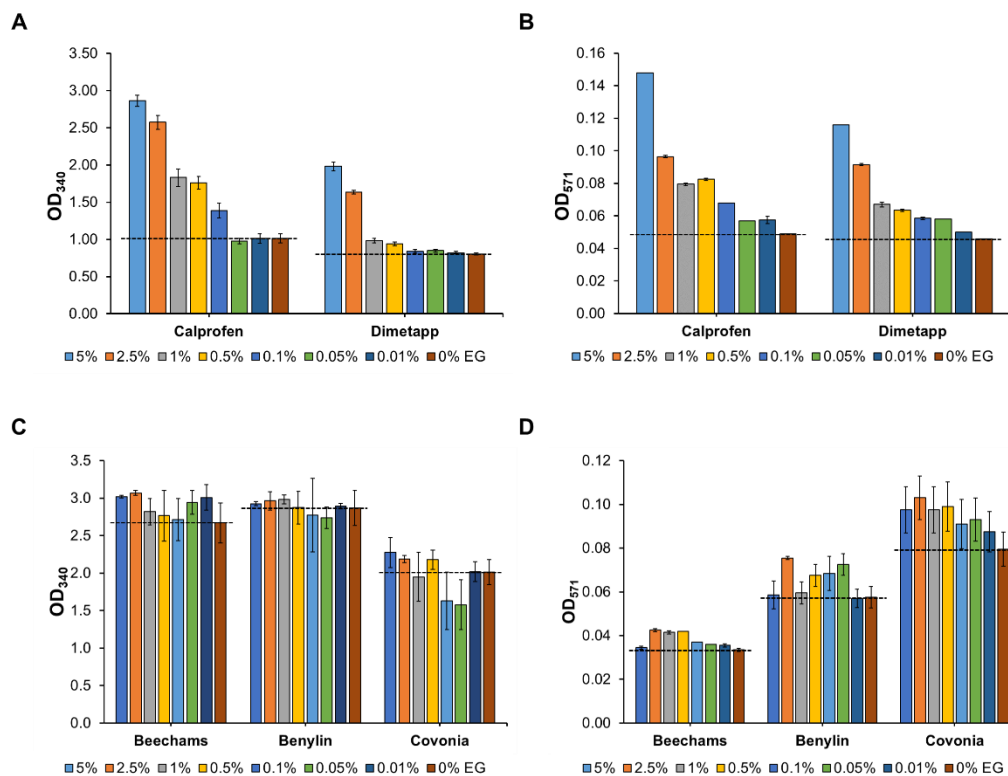 A
OD340
3.50
3.00
2.50
2.00
1.50
1.00
0.50
0.00
Calprofen Dimetapp
5% 2.5% 1% 0.5% 0.1% 0.05% 0.01% 0% EG
B
OD571
0.16
0.14
0.12
0.10
0.08
0.06
0.04
0.02
0.00
Calprofen Dimetapp
5% 2.5% 1% 0.5% 0.1% 0.05% 0.01% 0% EG
C
OD340
3.5
3.0
2.5
2.0
1.5
1.0
0.5
0.0
Beechams Benylin Covonia
5% 2.5% 1% 0.5% 0.1% 0.05% 0.01% 0% EG
D
OD571
0.12
0.10
0.08
0.06
0.04
0.02
0.00
Beechams Benylin Covonia
5% 2.5% 1% 0.5% 0.1% 0.05% 0.01% 0% EG